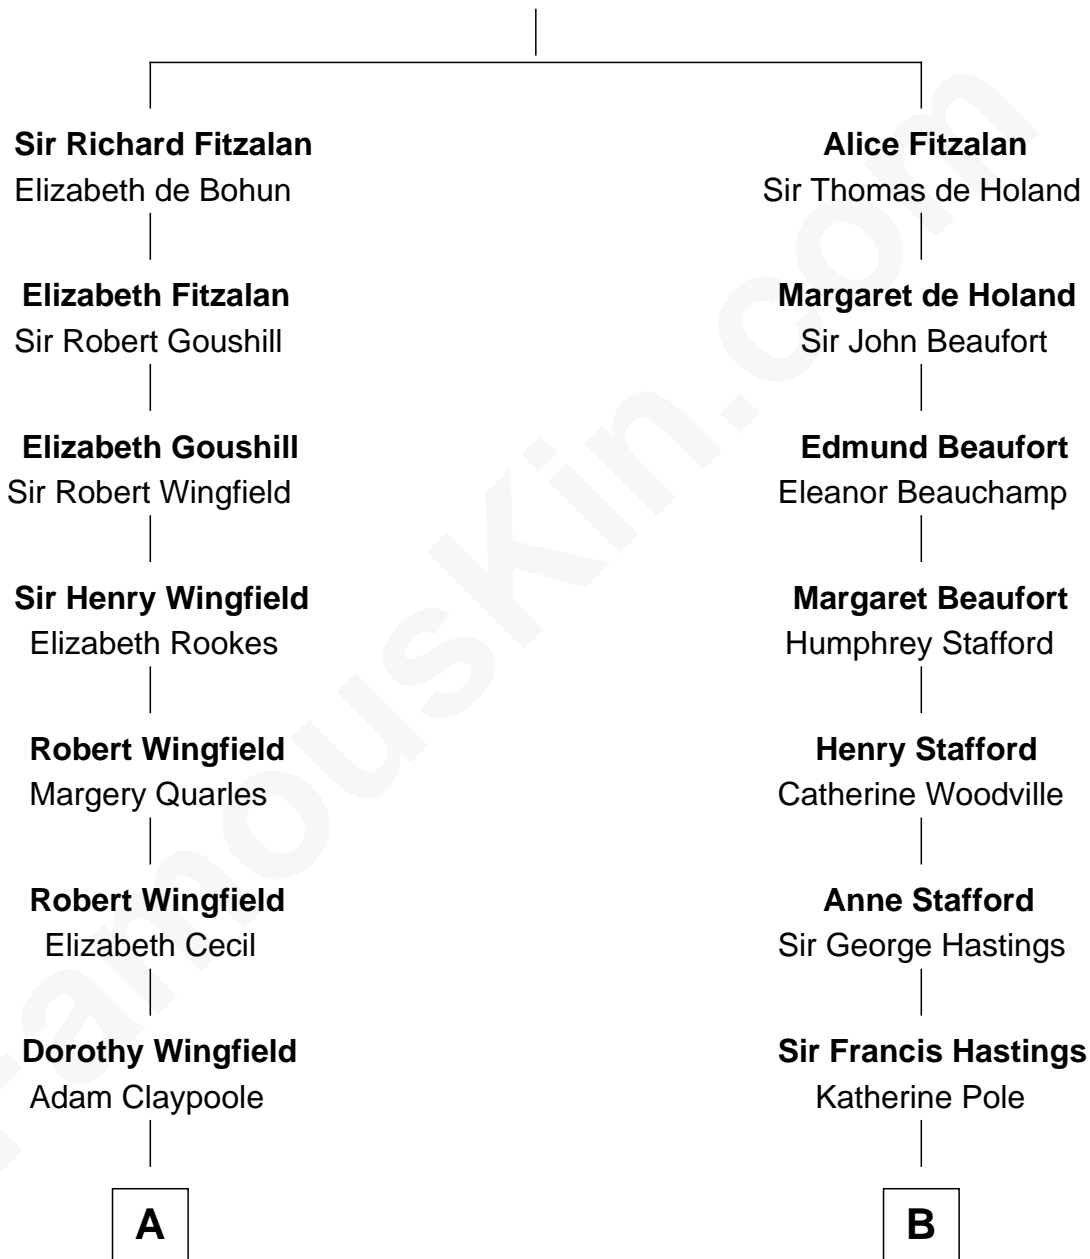 Sir Richard Fitzalan
Elizabeth de Bohun
Elizabeth Fitzalan
Sir Robert Goushill
Elizabeth Goushill
Sir Robert Wingfield
Sir Henry Wingfield
Elizabeth Rookes
Robert Wingfield
Margery Quarles
Robert Wingfield
Elizabeth Cecil
Dorothy Wingfield
Adam Claypoole
A
Alice Fitzalan
Sir Thomas de Holand
Margaret de Holand
Sir John Beaufort
Edmund Beaufort
Eleanor Beauchamp
Margaret Beaufort
Humphrey Stafford
Henry Stafford
Catherine Woodville
Anne Stafford
Sir George Hastings
Sir Francis Hastings
Katherine Pole
B
FamousKin.com